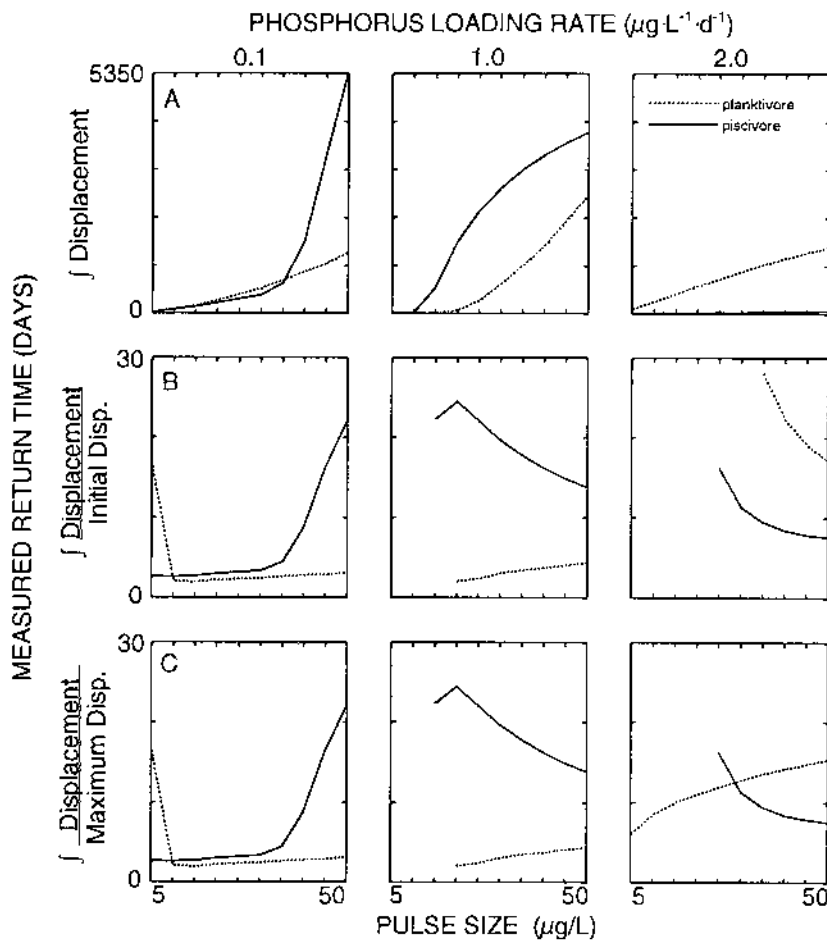 PHOSPHORUS LOADING RATE (µg·L⁻¹·d⁻¹)
0.1 1.0 2.0
MEASURED RETURN TIME (DAYS)
5350
A
∫ Displacement
0
planktivore
piscivore
30
B
∫ Displacement
Initial Disp.
0
30
C
∫ Displacement
Maximum Disp.
0
5 50 5 50 5 50
PULSE SIZE (µg/L)